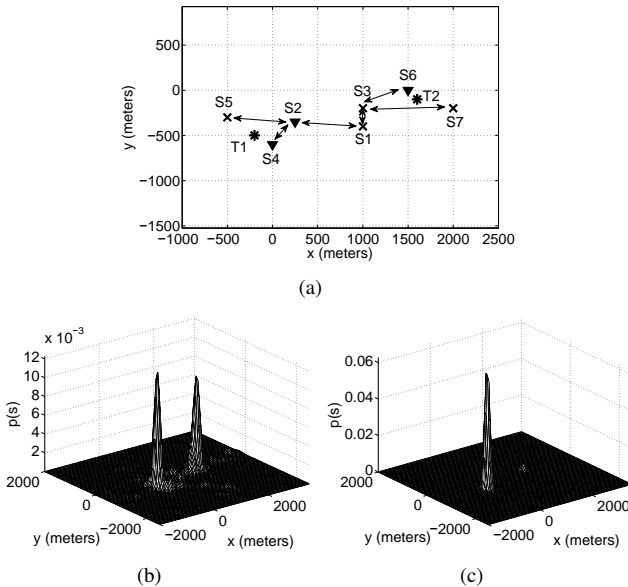 500
0
−500
−1000
−1500
y (meters)
S6
S3
T2
S5
S2
S7
T1
S1
S4
−1000 −500 0 500 1000 1500 2000 2500
x (meters)
(a)
x 10⁻³
12
10
8
6
4
2
p(s)
2000
0
−2000
y (meters)
−2000
0
2000
x (meters)
(b)
0.06
0.04
0.02
0
p(s)
2000
0
−2000
y (meters)
−2000
0
2000
x (meters)
(c)